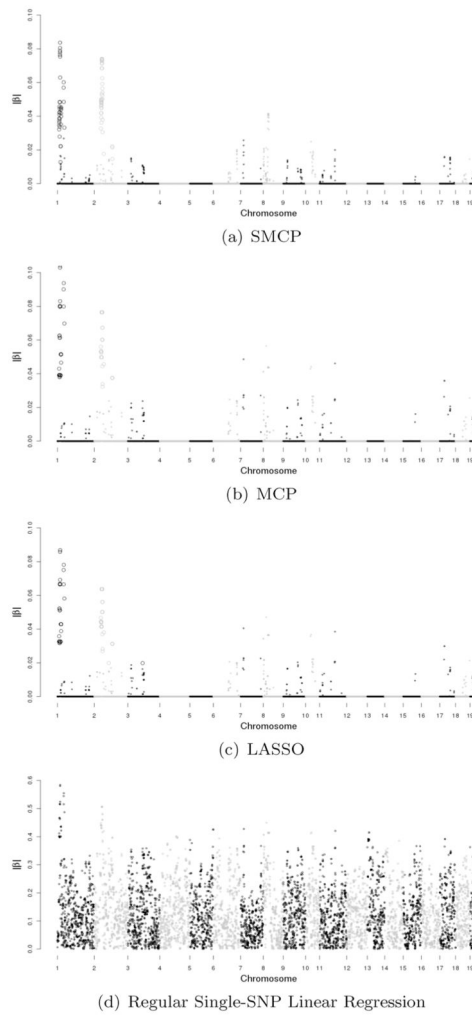 0.10
0.08
0.06
0.04
0.02
0.00
|β|
1 2 3 4 5 6 7 8 9 10 11 12 13 14 15 16 17 18 19
Chromosome
(a) SMCP
0.10
0.08
0.06
0.04
0.02
0.00
|β|
1 2 3 4 5 6 7 8 9 10 11 12 13 14 15 16 17 18 19
Chromosome
(b) MCP
0.10
0.08
0.06
0.04
0.02
0.00
|β|
1 2 3 4 5 6 7 8 9 10 11 12 13 14 15 16 17 18 19
Chromosome
(c) LASSO
0.6
0.5
0.4
0.3
0.2
0.1
0.0
|β|
1 2 3 4 5 6 7 8 9 10 11 12 13 14 15 16 17 18 19
Chromosome
(d) Regular Single-SNP Linear Regression